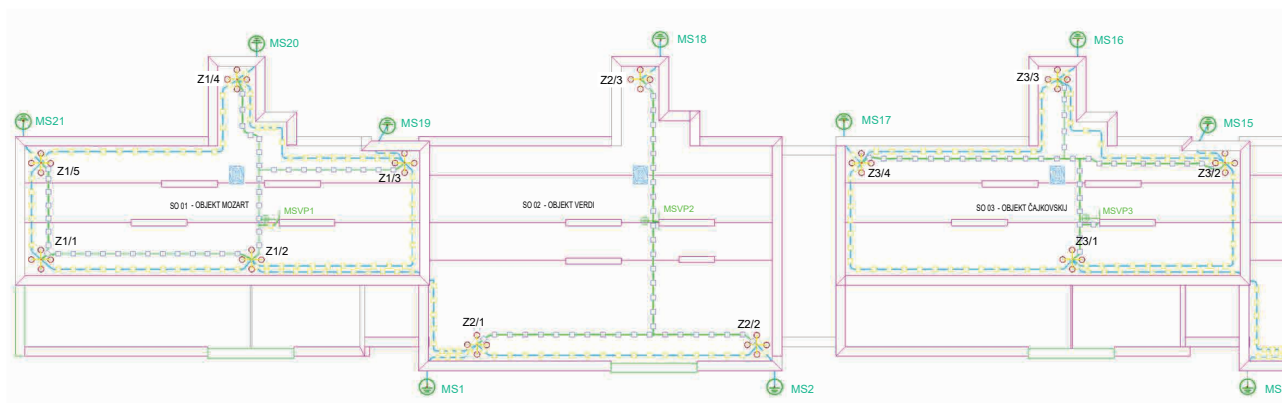 MS20
MS18
MS16
Z1/4
Z2/3
Z3/3
MS21
MS19
MS17
MS15
Z1/5
Z1/3
Z3/4
Z3/2
SO 01 - OBJEKT MOZART
MSVP1
SO 02 - OBJEKT VERDI
MSVP2
SO 03 - OBJEKT ČAJKOVSKIJ
MSVP3
Z1/1
Z1/2
Z3/1
Z2/1
Z2/2
MS1
MS2
MS